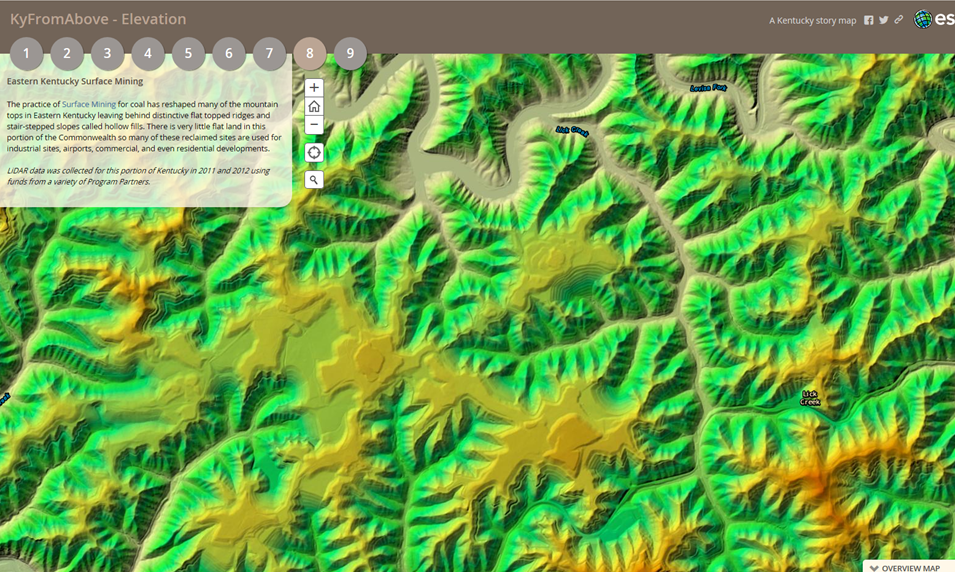 KyFromAbove - Elevation
A Kentucky story map
es
1 2 3 4 5 6 7 8 9
Eastern Kentucky Surface Mining
The practice of Surface Mining for coal has reshaped many of the mountain
tops in Eastern Kentucky leaving behind distinctive flat topped ridges and
stair-stepped slopes called hollow fills. There is very little flat land in this
portion of the Commonwealth so many of these reclaimed sites are used for
industrial sites, airports, commercial, and even residential developments.
LiDAR data was collected for this portion of Kentucky in 2011 and 2012 using
funds from a variety of Program Partners.
Levisa Fork
Lick Creek
Lick
Creek
OVERVIEW MAP